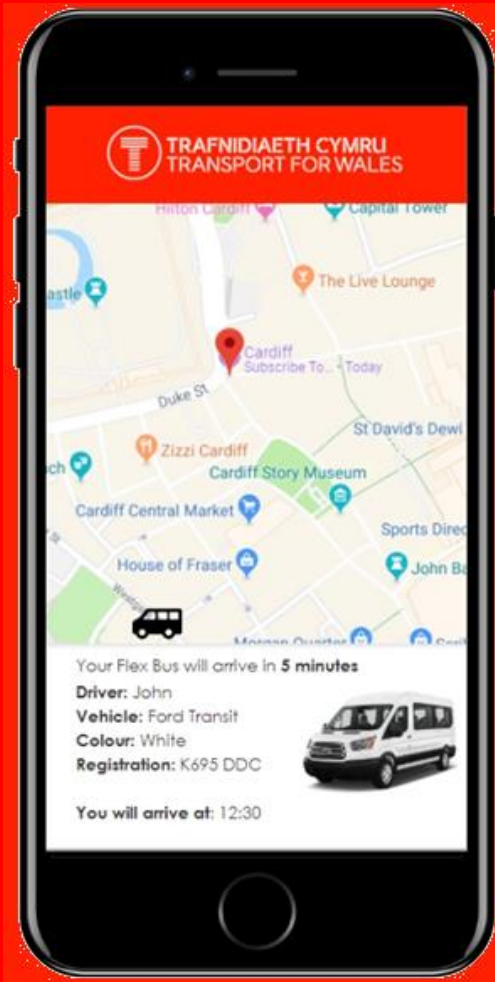 TRAFNIDIAETH CYMRU
TRANSPORT FOR WALES
Hilton Cardiff
Capital Tower
The Live Lounge
astle
Cardiff
Subscribe To... - Today
Duke St
St David's Dewi
Zizzi Cardiff
ch
Cardiff Story Museum
Cardiff Central Market
Sports Direc
House of Fraser
John Ba
Morgan Quarter
Your Flex Bus will arrive in 5 minutes
Driver: John
Vehicle: Ford Transit
Colour: White
Registration: K695 DDC
You will arrive at: 12:30